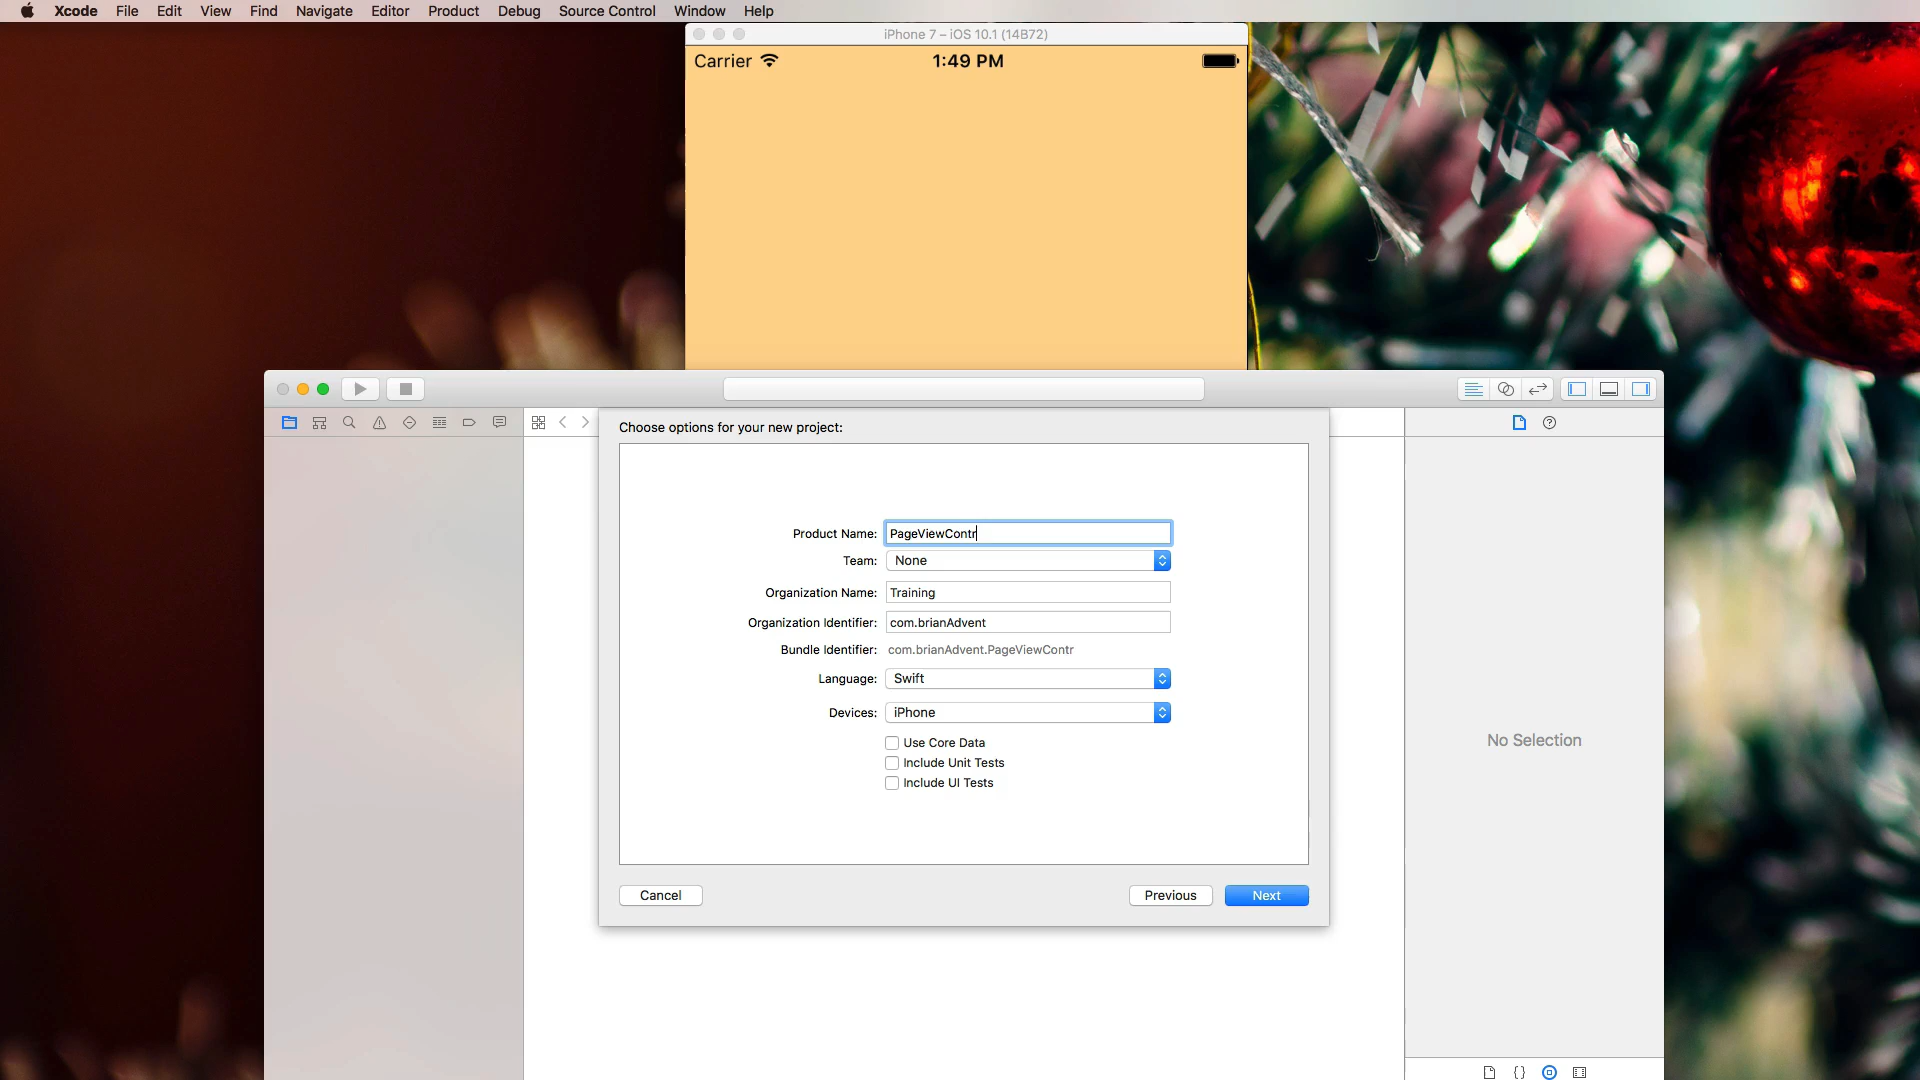 Xcode File Edit View Find Navigate Editor Product Debug Source Control Window Help
iPhone 7 – iOS 10.1 (14B72)
Carrier 1:49 PM
Choose options for your new project:
Product Name: PageViewContr
Team: None
Organization Name: Training
Organization Identifier: com.brianAdvent
Bundle Identifier: com.brianAdvent.PageViewContr
Language: Swift
Devices: iPhone
Use Core Data
Include Unit Tests
Include UI Tests
No Selection
Cancel Previous Next